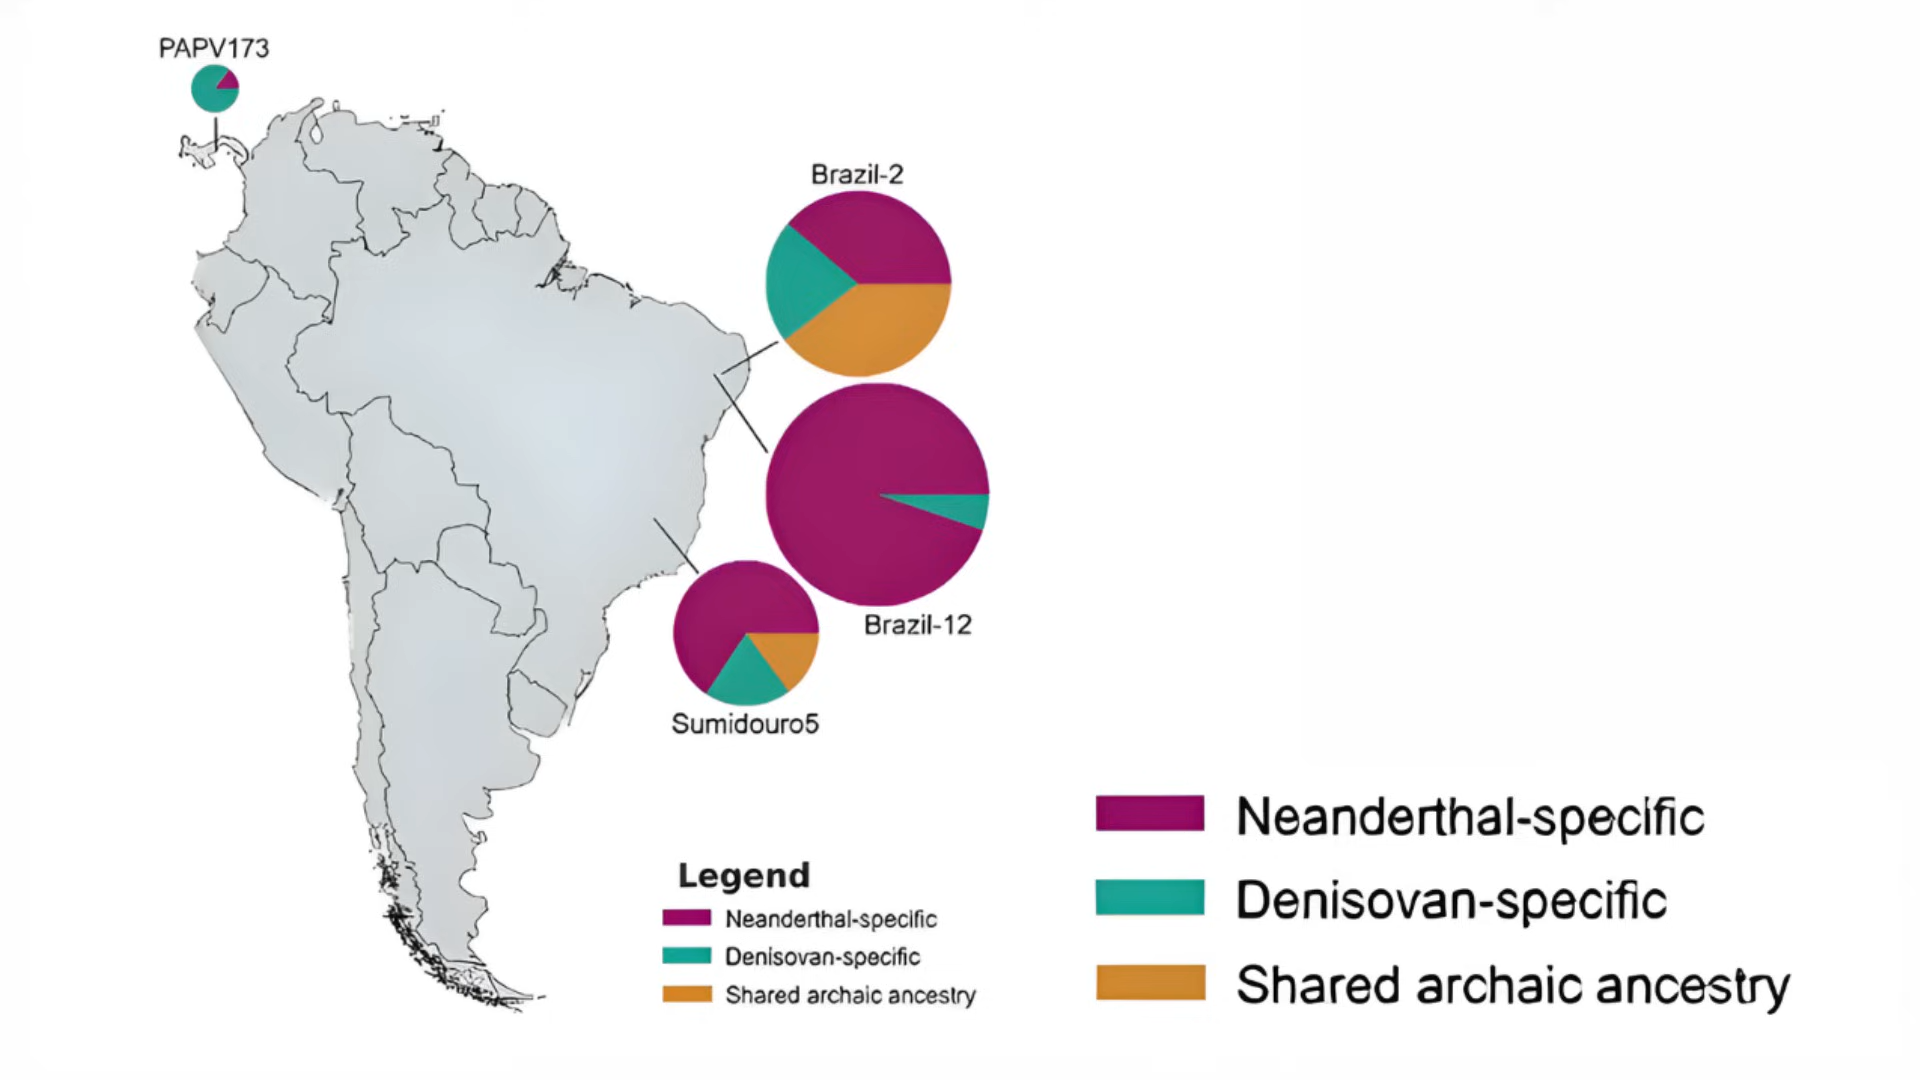 PAPV173
Brazil-2
Brazil-12
Sumidouro5
Legend
Neanderthal-specific
Denisovan-specific
Shared archaic ancestry
Neanderthal-specific
Denisovan-specific
Shared archaic ancestry